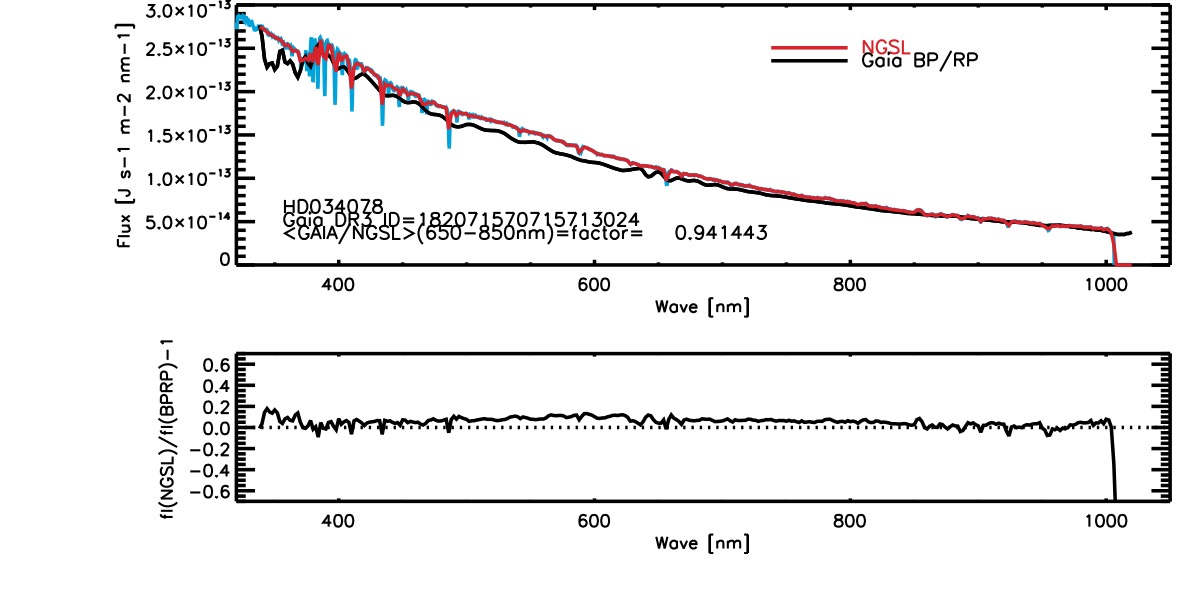 3.0×10−13
2.5×10−13
2.0×10−13
1.5×10−13
1.0×10−13
5.0×10−14
0
Flux [J s−1 m−2 nm−1]
NGSL
Gaia BP/RP
HD034078
Gaia DR3 ID=182071570715713024
<GAIA/NGSL>(650−850nm)=factor= 0.941443
400 600 800 1000
Wave [nm]
0.6
0.4
0.2
0.0
−0.2
−0.4
−0.6
fl(NGSL)/fl(BPRP)−1
400 600 800 1000
Wave [nm]